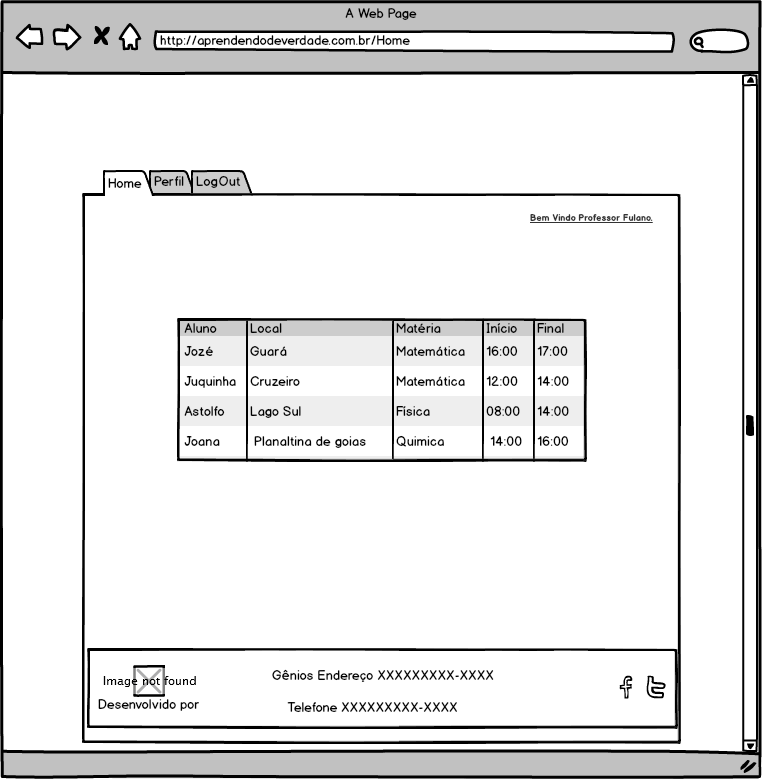 A Web Page
http://aprendendodeverdade.com.br/Home
Home Perfil LogOut
Bem Vindo Professor Fulano.
Aluno Local Matéria Início Final
Jozé Guará Matemática 16:00 17:00
Juquinha Cruzeiro Matemática 12:00 14:00
Astolfo Lago Sul Física 08:00 14:00
Joana Planaltina de goias Quimica 14:00 16:00
Gênios Endereço XXXXXXXXX-XXXX
Image not found
Desenvolvido por
Telefone XXXXXXXXX-XXXX